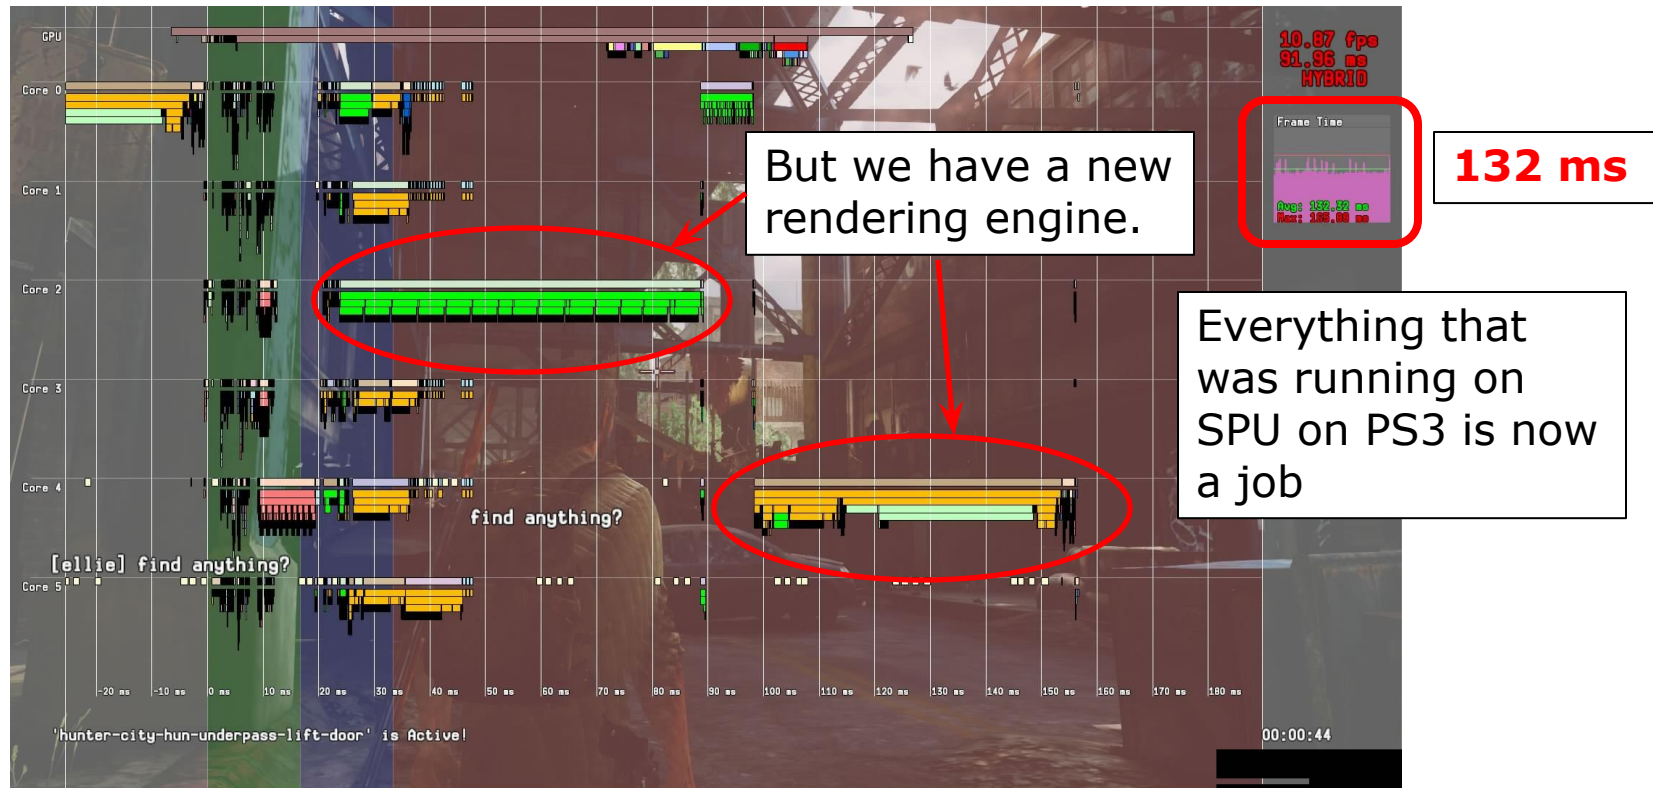 GPU
10.87 fps
91.96 ms
HYBRID
Core 0
Frame Time
Avg: 132.32 ms
But we have a new
rendering engine.
132 ms
Core 1
Core 2
Everything that
was running on
SPU on PS3 is now
a job
Core 3
Core 4
find anything?
[ellie] find anything?
Core 5
-20 ms -10 ms 0 ms 10 ms 20 ms 30 ms 40 ms 50 ms 60 ms 70 ms 80 ms 90 ms 100 ms 110 ms 120 ms 130 ms 140 ms 150 ms 160 ms 170 ms 180 ms
'hunter-city-hun-underpass-lift-door' is Active!
00:00:44